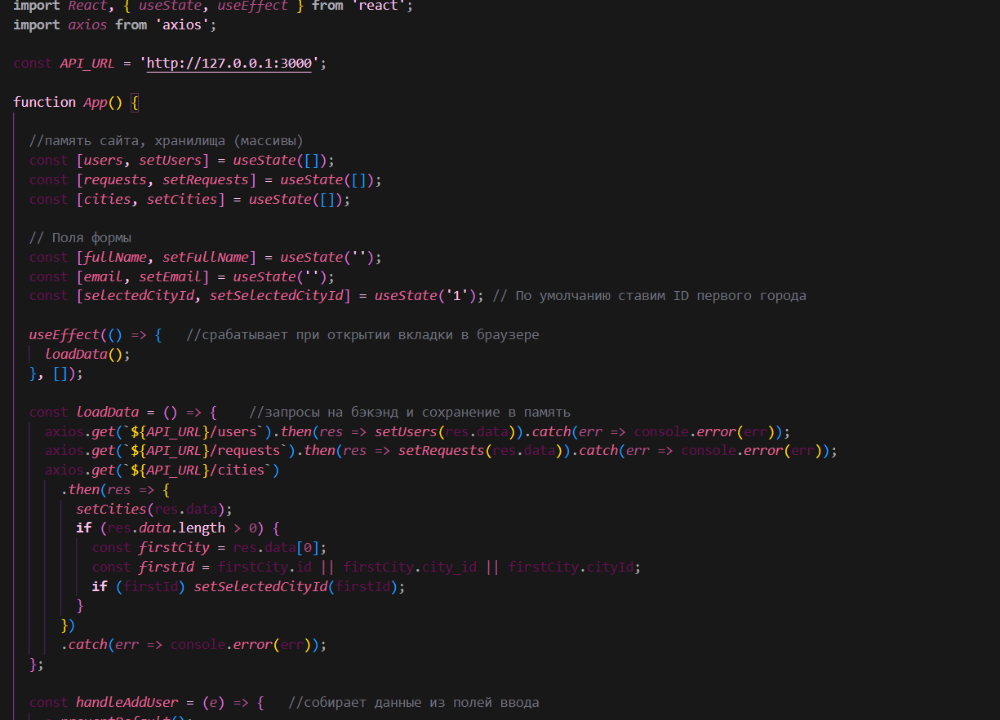 import React, { useState, useEffect } from 'react';
import axios from 'axios';
const API_URL = 'http://127.0.0.1:3000';
function App() {
//память сайта, хранилища (массивы)
const [users, setUsers] = useState([]);
const [requests, setRequests] = useState([]);
const [cities, setCities] = useState([]);
// Поля формы
const [fullName, setFullName] = useState('');
const [email, setEmail] = useState('');
const [selectedCityId, setSelectedCityId] = useState('1'); // По умолчанию ставим ID первого города
useEffect(() => { //срабатывает при открытии вкладки в браузере
loadData();
}, []);
const loadData = () => { //запросы на бэкэнд и сохранение в память
axios.get(`${API_URL}/users`).then(res => setUsers(res.data)).catch(err => console.error(err));
axios.get(`${API_URL}/requests`).then(res => setRequests(res.data)).catch(err => console.error(err));
axios.get(`${API_URL}/cities`)
.then(res => {
setCities(res.data);
if (res.data.length > 0) {
const firstCity = res.data[0];
const firstId = firstCity.id || firstCity.city_id || firstCity.cityId;
if (firstId) setSelectedCityId(firstId);
}
})
.catch(err => console.error(err));
};
const handleAddUser = (e) => { //собирает данные из полей ввода
e.preventDefault();